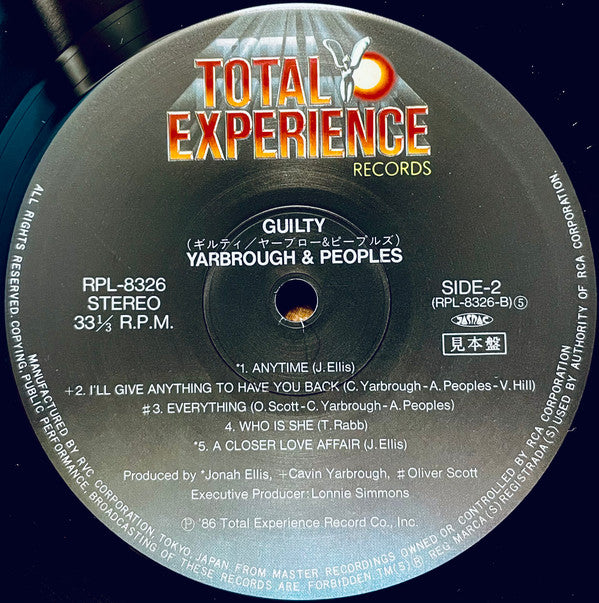 TOTAL
EXPERIENCE
RECORDS
GUILTY
(ギルティ/ヤーブロー&ピープルズ)
YARBROUGH & PEOPLES
RPL-8326
STEREO
33 1/3 R.P.M.
SIDE-2
(RPL-8326-B)⑤
JASRAC
見本盤
*1. ANYTIME (J. Ellis)
+2. I'LL GIVE ANYTHING TO HAVE YOU BACK (C. Yarbrough-A. Peoples-V. Hill)
♯3. EVERYTHING (O. Scott-C. Yarbrough-A. Peoples)
4. WHO IS SHE (T. Rabb)
*5. A CLOSER LOVE AFFAIR (J. Ellis)
Produced by *Jonah Ellis, +Cavin Yarbrough, ♯Oliver Scott
Executive Producer: Lonnie Simmons
Ⓟ '86 Total Experience Record Co., Inc.
ALL RIGHTS RESERVED. COPYING, PUBLIC PERFORMANCE, BROADCASTING OF THESE RECORDS ARE FORBIDDEN.
MANUFACTURED BY RVC CORPORATION, TOKYO, JAPAN FROM MASTER RECORDINGS OWNED OR CONTROLLED BY RCA CORPORATION
TM(S)® REG. MARCA(S) REGISTRADA(S) USED BY AUTHORITY OF RCA CORPORATION